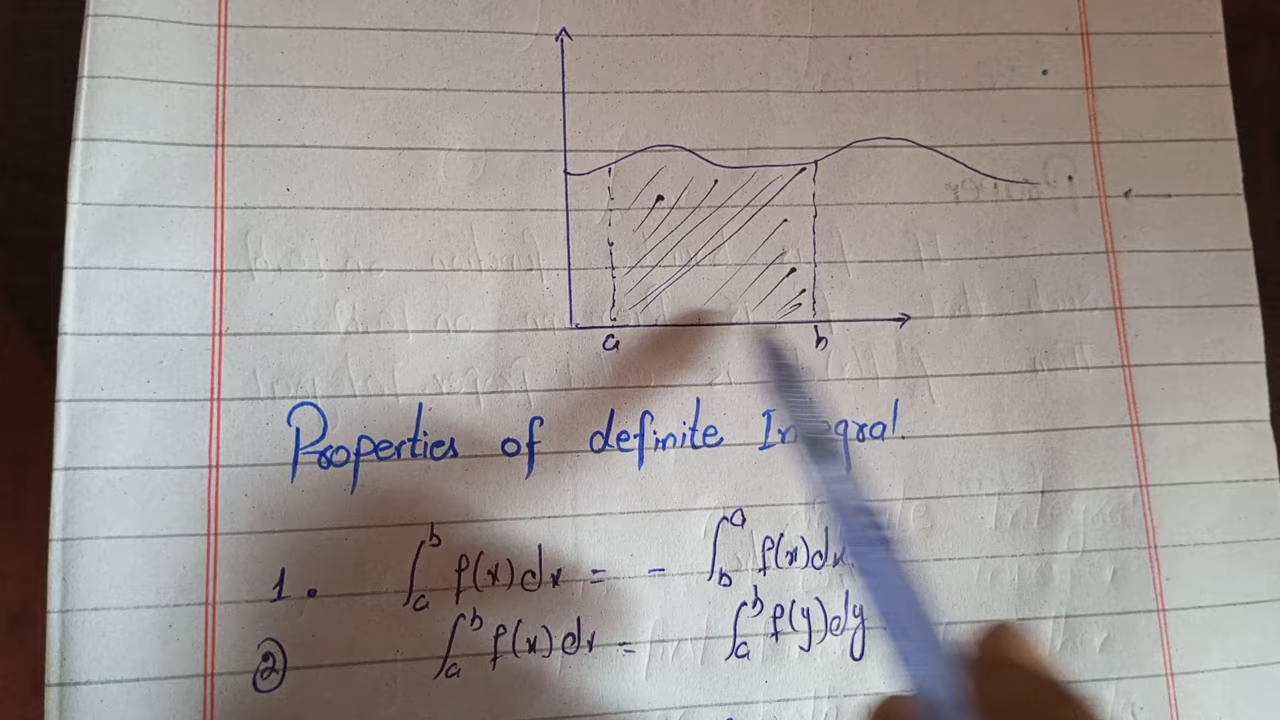 a b
Properties of definite Integral.
1. ∫_a^b f(x)dx = - ∫_b^a f(x)dx
② ∫_a^b f(x)dx = ∫_a^b f(y)dy